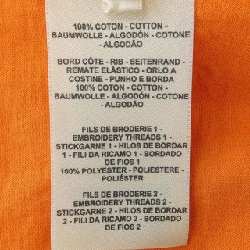 100% COTON - COTTON -
BAUMWOLLE - ALGODÓN - COTONE
- ALGODÃO
BORD CÔTE - RIB - SEITENRAND -
REMATE ELÁSTICO - ORLO A
COSTINE - PUNHO E BORDA
100% COTON - COTTON -
BAUMWOLLE - ALGODÓN - COTONE
- ALGODÃO
FILS DE BRODERIE 1 -
EMBROIDERY THREADS 1 -
STICKGARNE 1 - HILOS DE BORDAR
1 - FILI DA RICAMO 1 - BORDADO
DE FIOS 1
100% POLYESTER - POLIESTERE -
POLIÉSTER
FILS DE BRODERIE 2 -
EMBROIDERY THREADS 2 -
STICKGARNE 2 - HILOS DE BORDAR
2 - FILI DA RICAMO 2 - BORDADO